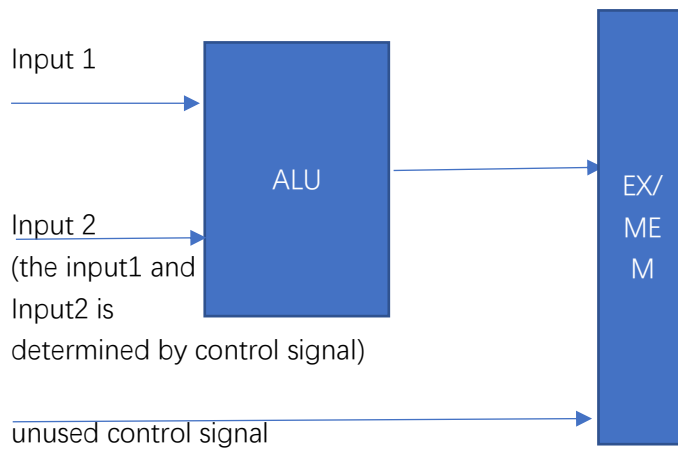 Input 1
ALU
Input 2
(the input1 and
Input2 is
determined by control signal)
unused control signal
EX/
ME
M